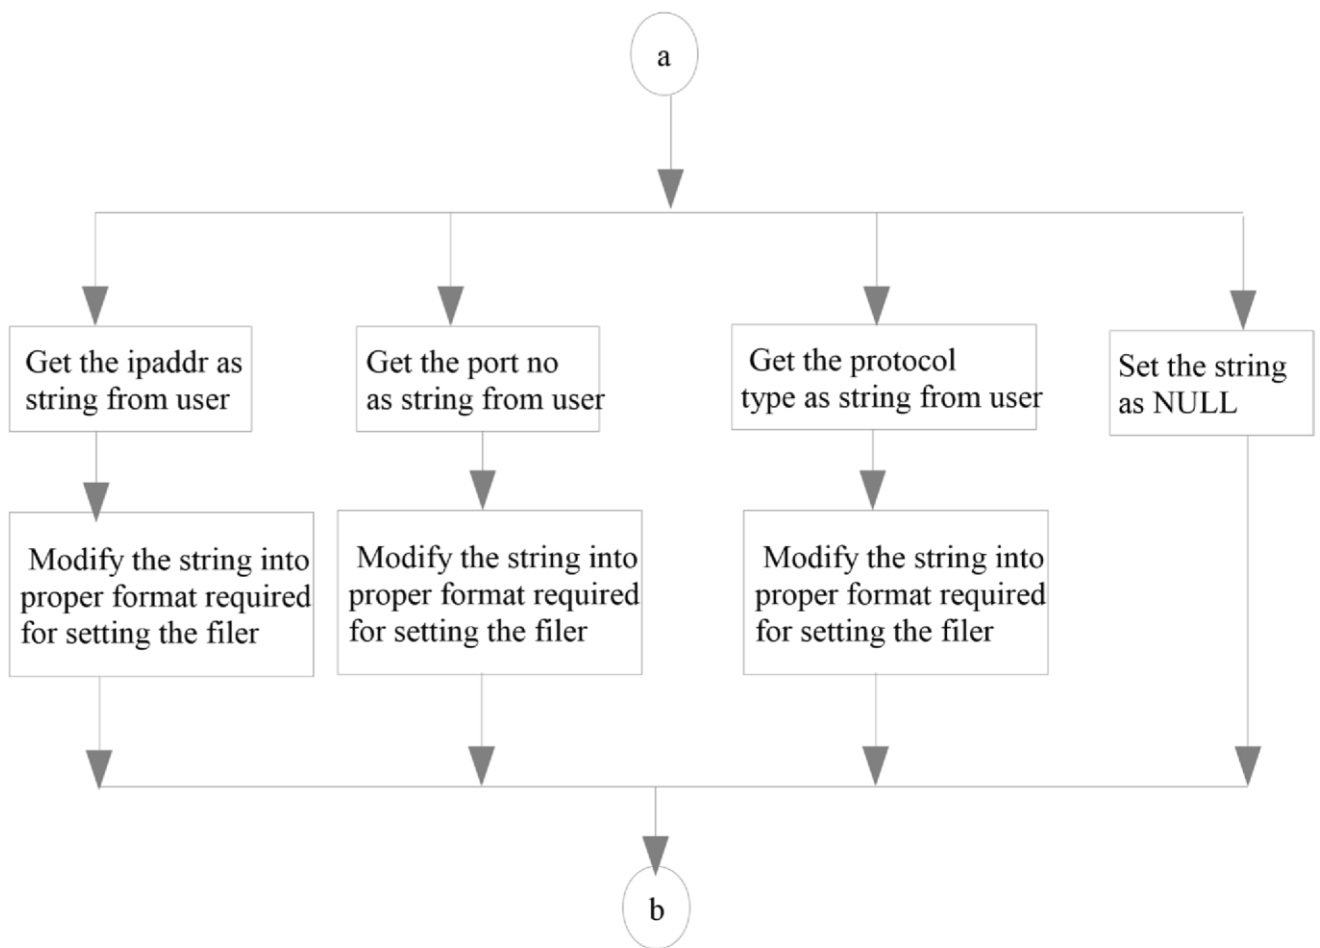 a
Get the ipaddr as
string from user
Get the port no
as string from user
Get the protocol
type as string from user
Set the string
as NULL
Modify the string into
proper format required
for setting the filer
Modify the string into
proper format required
for setting the filer
Modify the string into
proper format required
for setting the filer
b